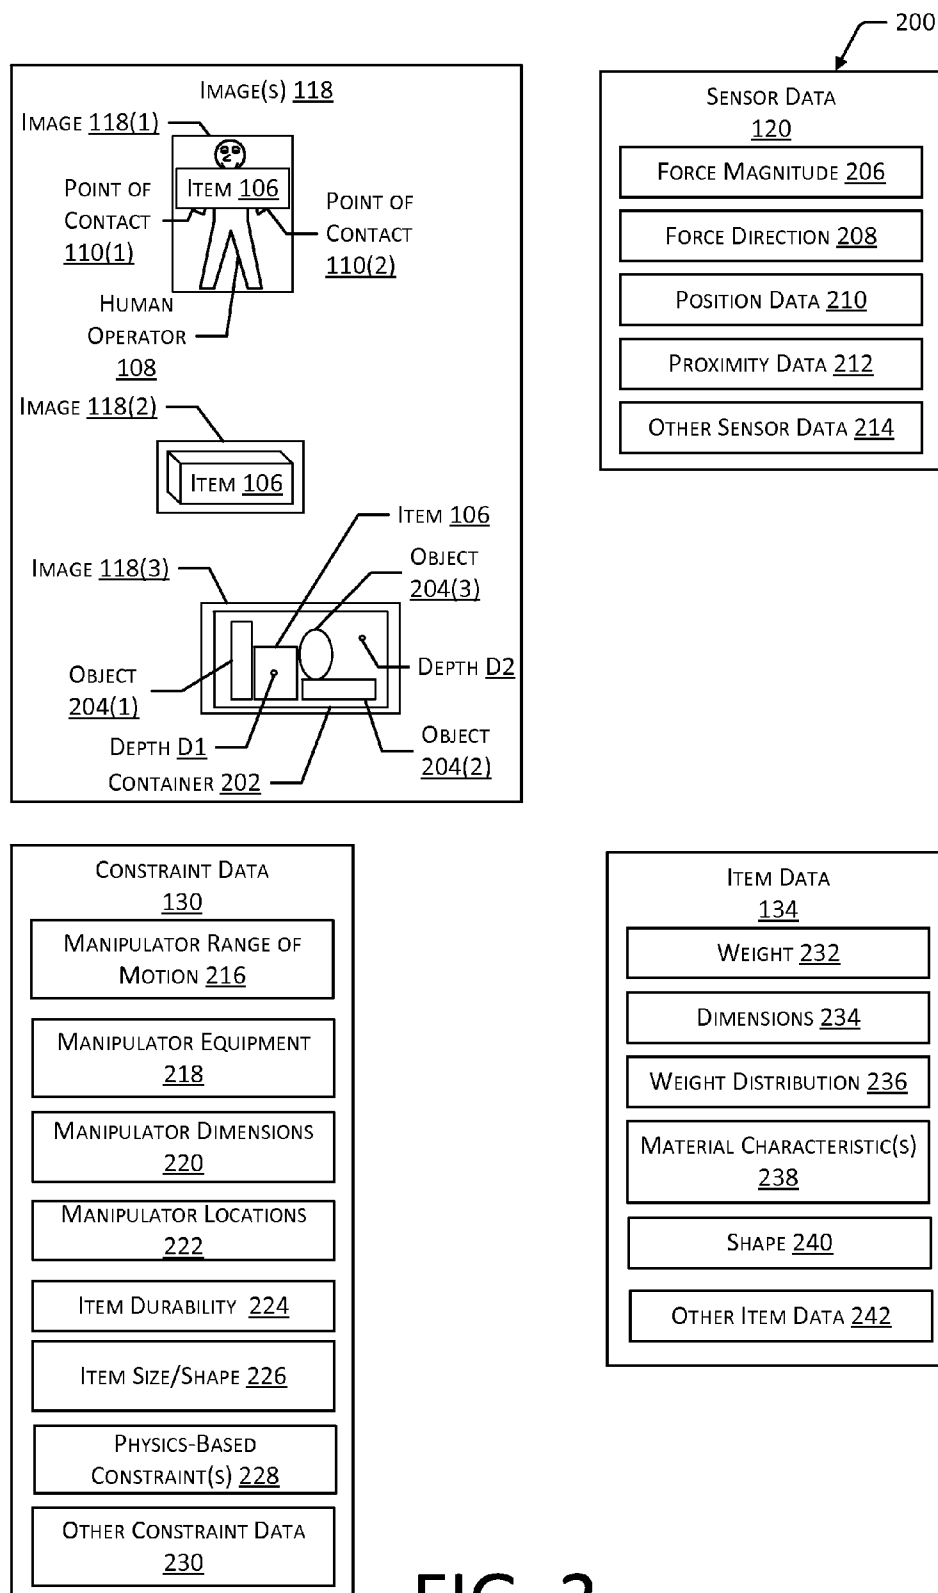 200
IMAGE(S) 118
IMAGE 118(1)
ITEM 106
POINT OF
CONTACT
110(1)
POINT OF
CONTACT
110(2)
HUMAN
OPERATOR
108
IMAGE 118(2)
ITEM 106
ITEM 106
IMAGE 118(3)
OBJECT
204(3)
OBJECT
204(1)
DEPTH D2
DEPTH D1
OBJECT
204(2)
CONTAINER 202
SENSOR DATA
120
FORCE MAGNITUDE 206
FORCE DIRECTION 208
POSITION DATA 210
PROXIMITY DATA 212
OTHER SENSOR DATA 214
CONSTRAINT DATA
130
MANIPULATOR RANGE OF
MOTION 216
MANIPULATOR EQUIPMENT
218
MANIPULATOR DIMENSIONS
220
MANIPULATOR LOCATIONS
222
ITEM DURABILITY 224
ITEM SIZE/SHAPE 226
PHYSICS-BASED
CONSTRAINT(S) 228
OTHER CONSTRAINT DATA
230
ITEM DATA
134
WEIGHT 232
DIMENSIONS 234
WEIGHT DISTRIBUTION 236
MATERIAL CHARACTERISTIC(S)
238
SHAPE 240
OTHER ITEM DATA 242
FIG. 2